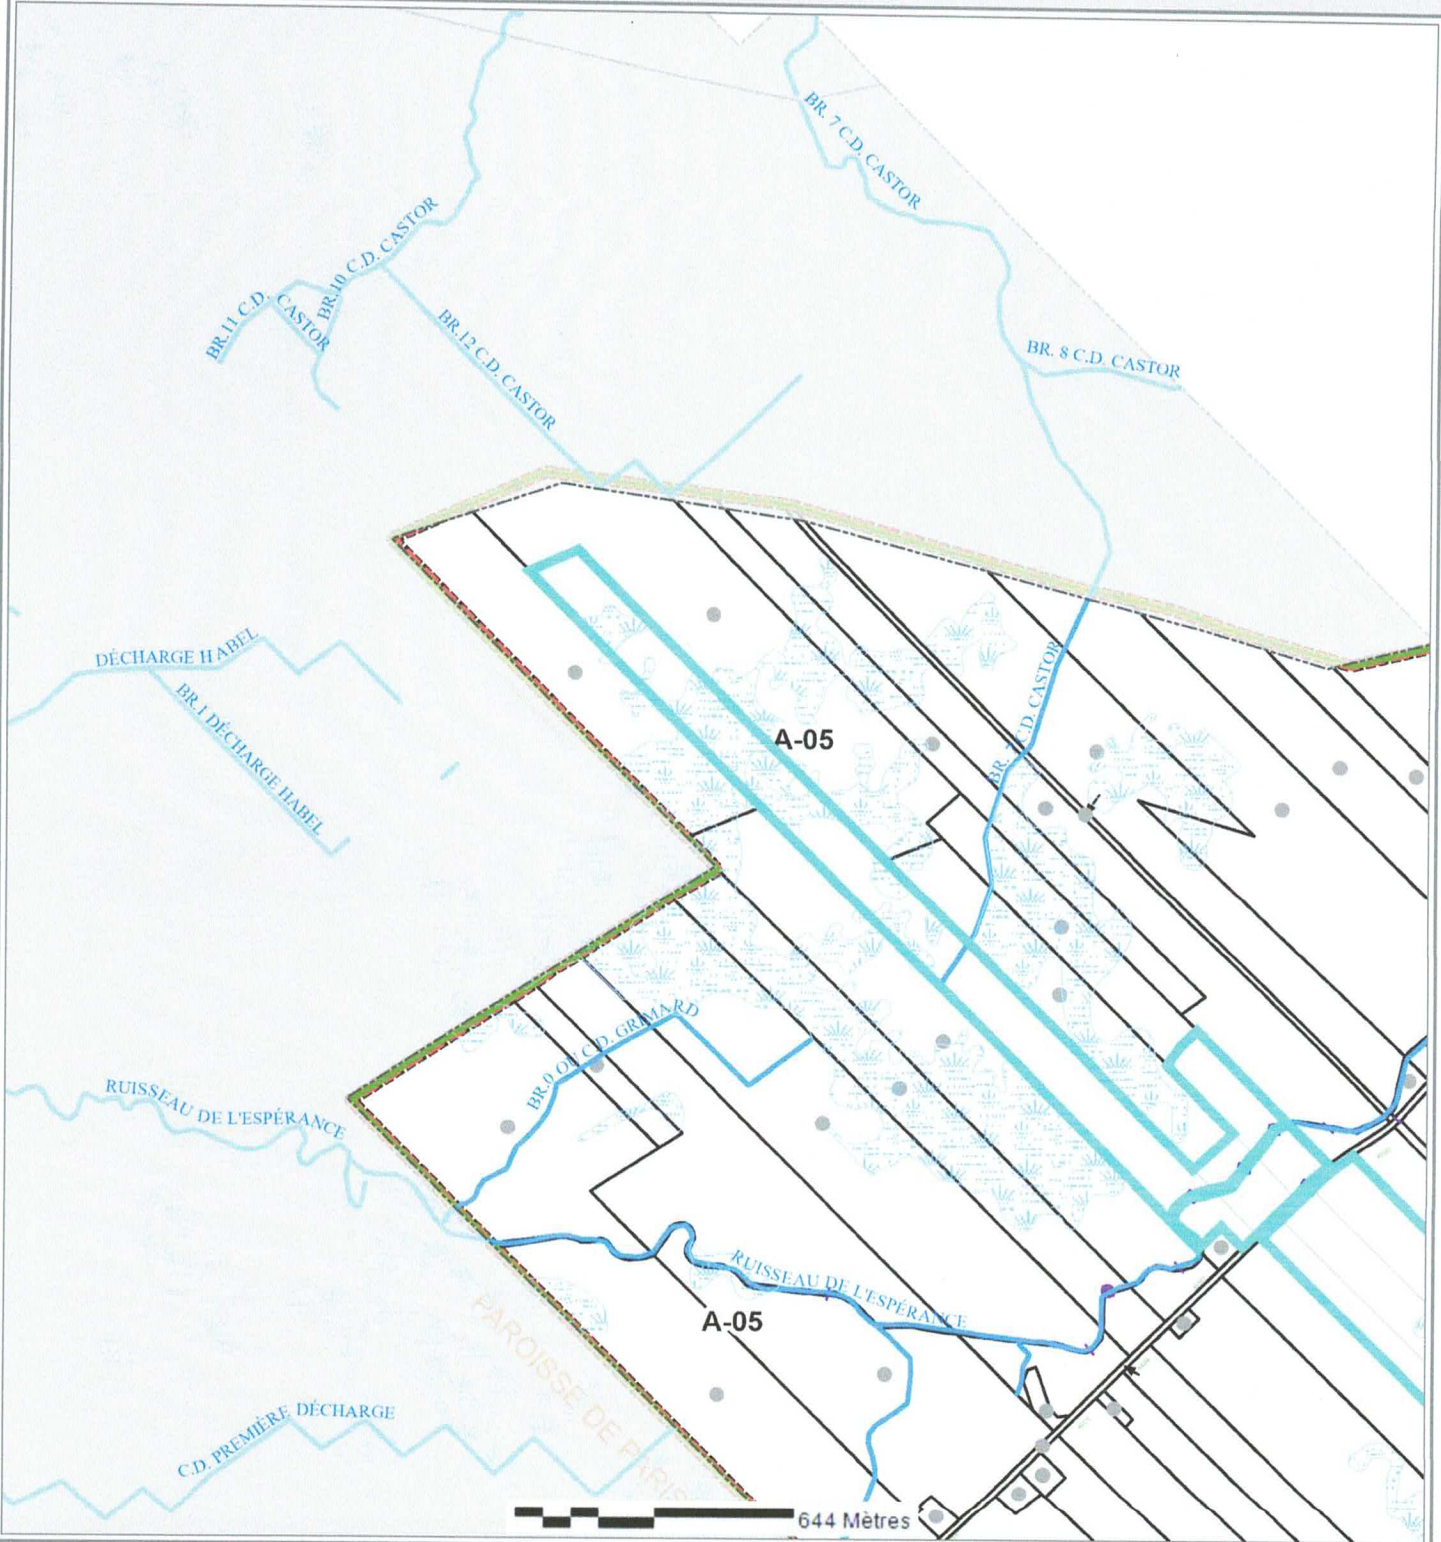 BR. 7 C.D. CASTOR
BR.10 C.D. CASTOR
BR.11 C.D. CASTOR
BR.12 C.D. CASTOR
BR. 8 C.D. CASTOR
DÉCHARGE HABEL
BR.1 DÉCHARGE HABEL
BR. 7 C.D. CASTOR
A-05
BR.0 OU C.D. GRIMARD
RUISSEAU DE L'ESPÉRANCE
RUISSEAU DE L'ESPÉRANCE
A-05
PAROISSE DE PARIS
C.D. PREMIÈRE DÉCHARGE
644 Mètres